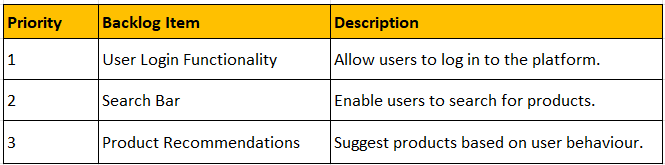 Priority Backlog Item Description
1 User Login Functionality Allow users to log in to the platform.
2 Search Bar Enable users to search for products.
3 Product Recommendations Suggest products based on user behaviour.